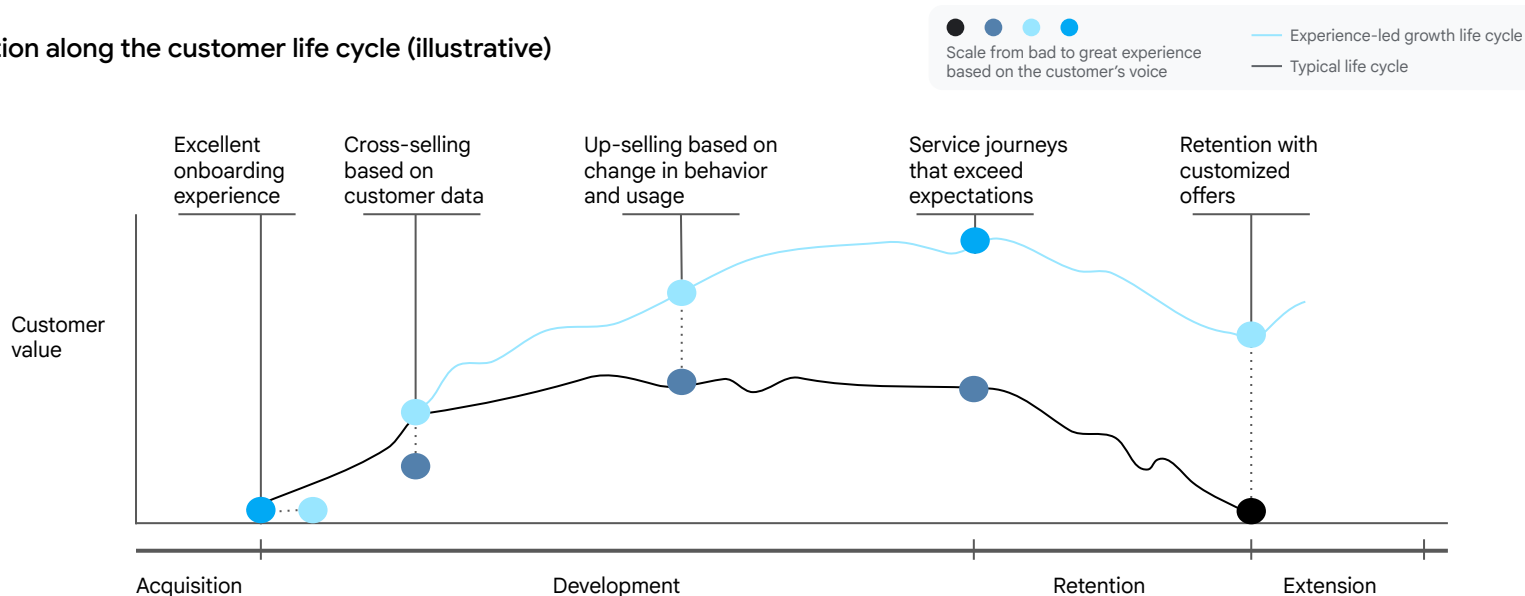 along the customer life cycle (illustrative)
Scale from bad to great experience
based on the customer's voice
Experience-led growth life cycle
Typical life cycle
Excellent
onboarding
experience
Cross-selling
based on
customer data
Up-selling based on
change in behavior
and usage
Service journeys
that exceed
expectations
Retention with
customized
offers
Customer
value
Acquisition
Development
Retention
Extension